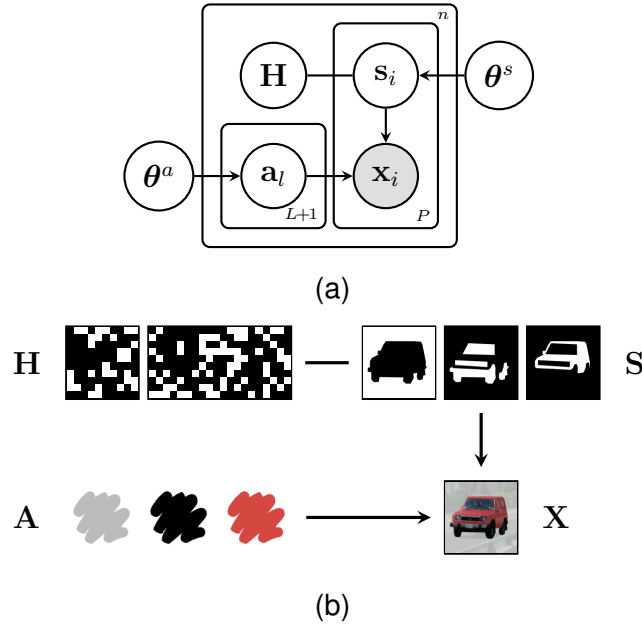 n
H s_i θ^s
θ^a a_l x_i
L+1 P
(a)
H S
A X
(b)